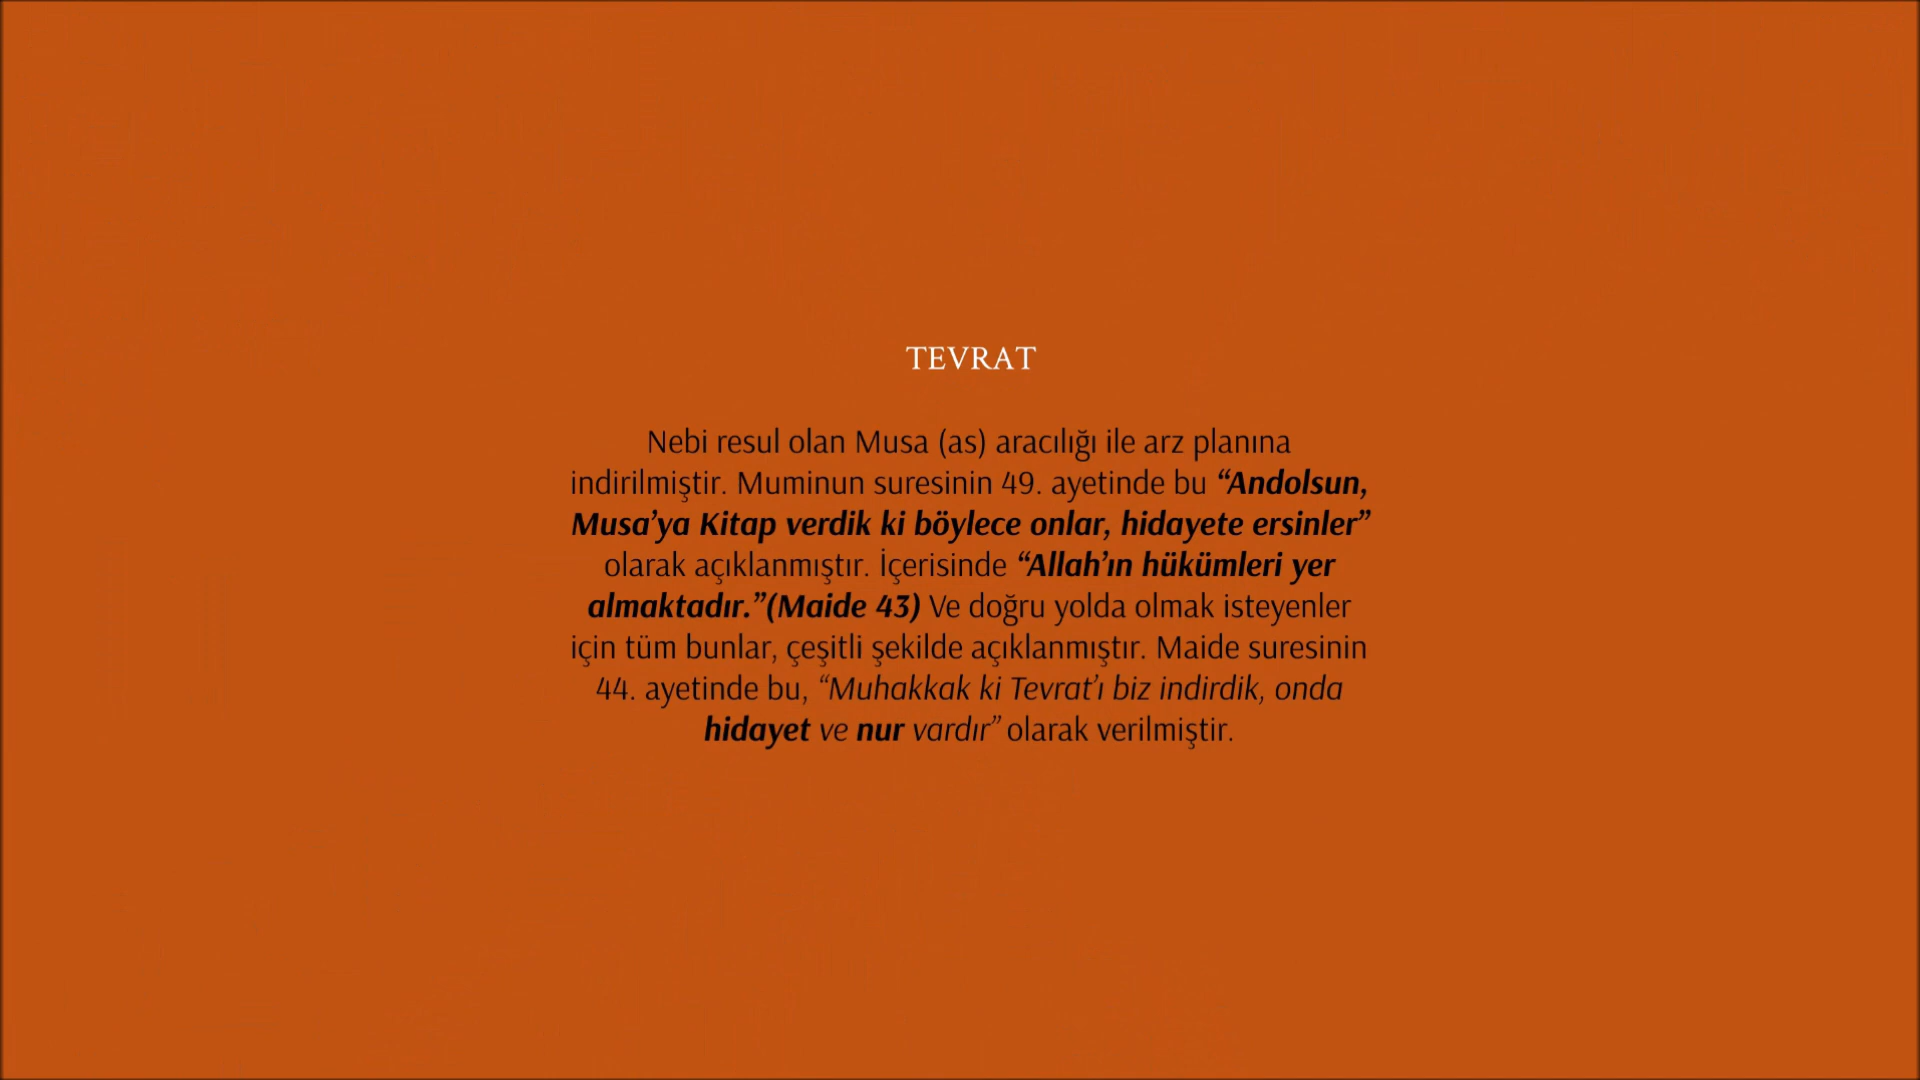 TEVRAT
Nebi resul olan Musa (as) aracılığı ile arz planına
indirilmiştir. Muminun suresinin 49. ayetinde bu “Andolsun,
Musa’ya Kitap verdik ki böylece onlar, hidayete ersinler”
olarak açıklanmıştır. İçerisinde “Allah’ın hükümleri yer
almaktadır.”(Maide 43) Ve doğru yolda olmak isteyenler
için tüm bunlar, çeşitli şekilde açıklanmıştır. Maide suresinin
44. ayetinde bu, “Muhakkak ki Tevrat’ı biz indirdik, onda
hidayet ve nur vardır” olarak verilmiştir.